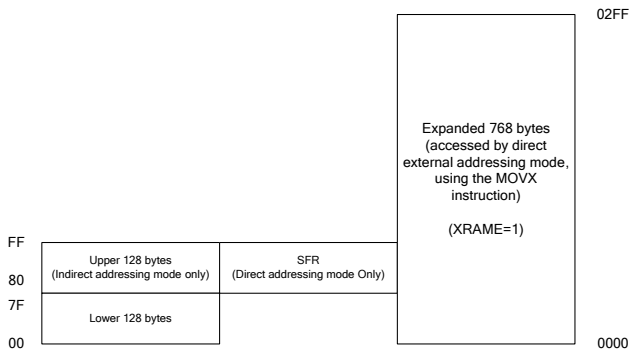 02FF
Expanded 768 bytes
(accessed by direct
external addressing mode,
using the MOVX
instruction)
(XRAME=1)
FF
Upper 128 bytes
(Indirect addressing mode only)
SFR
(Direct addressing mode Only)
80
7F
Lower 128 bytes
00
0000